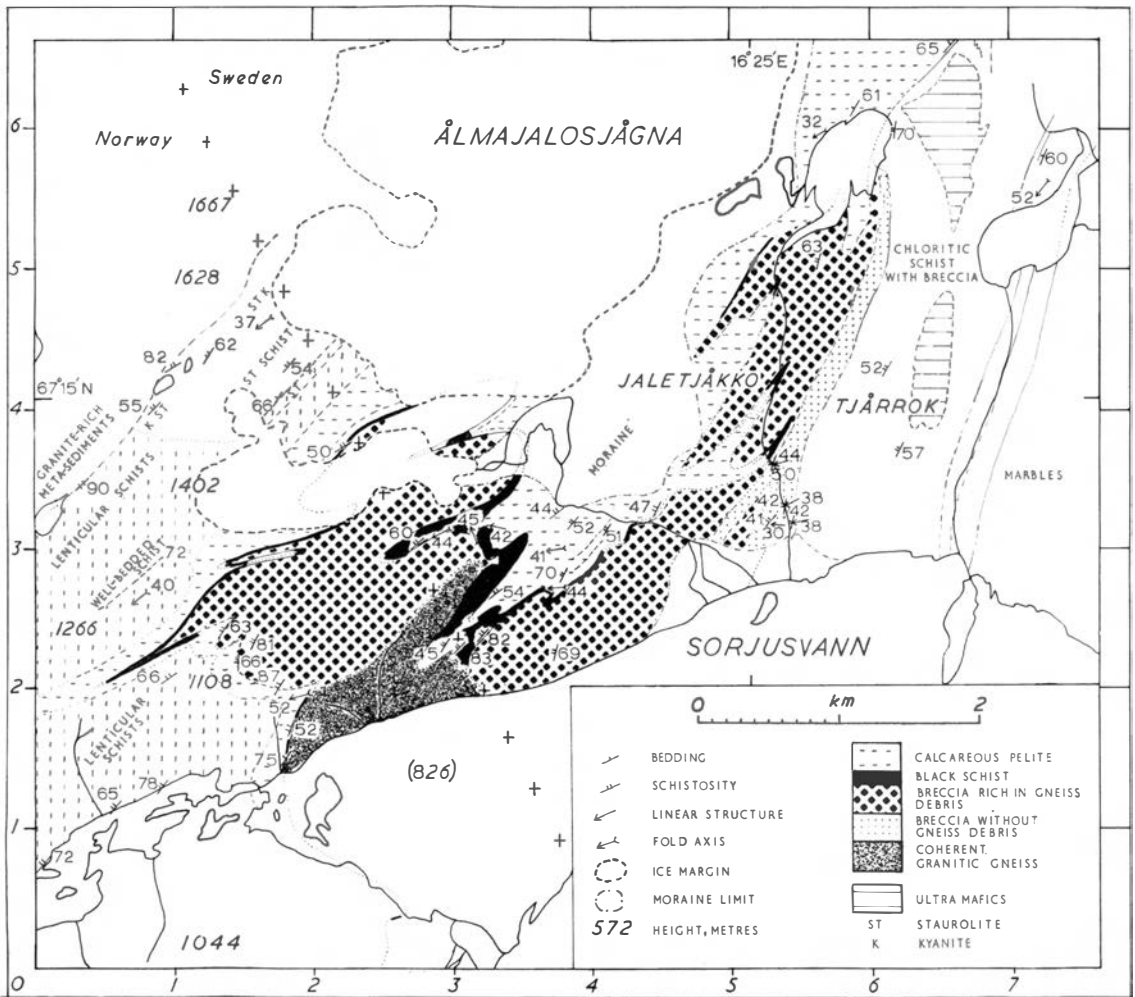 Sweden
Norway
16°25'E
ÅLMAJALOSJÅGNA
65
61
32
70
60
52
6
1667
5
1628
ST K
37
62
82
ST SCHIST
54
ST
66
67°15'N
55
K ST
4
50
63
CHLORITIC
SCHIST
WITH BRECCIA
JALETJÅKKO
52
TJÅRROK
57
44
50
MORAINE
MARBLES
GRANITE-RICH
META-SEDIMENTS
90
LENTICULAR SCHISTS
1402
WELL-BEDDED
SCHIST
72
40
3
60
44
45
42
44
52
51
47
41
70
44
54
42
38
42
41
38
30
1266
63
81
66
87
66
1108
2
52
45
82
63
69
SORJUSVANN
LENTICULAR
SCHISTS
52
75
78
65
72
1
(826)
1044
0 km 2
BEDDING
SCHISTOSITY
LINEAR STRUCTURE
FOLD AXIS
ICE MARGIN
MORAINE LIMIT
572 HEIGHT, METRES
CALCAREOUS PELITE
BLACK SCHIST
BRECCIA RICH IN GNEISS
DEBRIS
BRECCIA WITHOUT
GNEISS DEBRIS
COHERENT
GRANITIC GNEISS
ULTRA MAFICS
ST STAUROLITE
K KYANITE
0 1 2 3 4 5 6 7